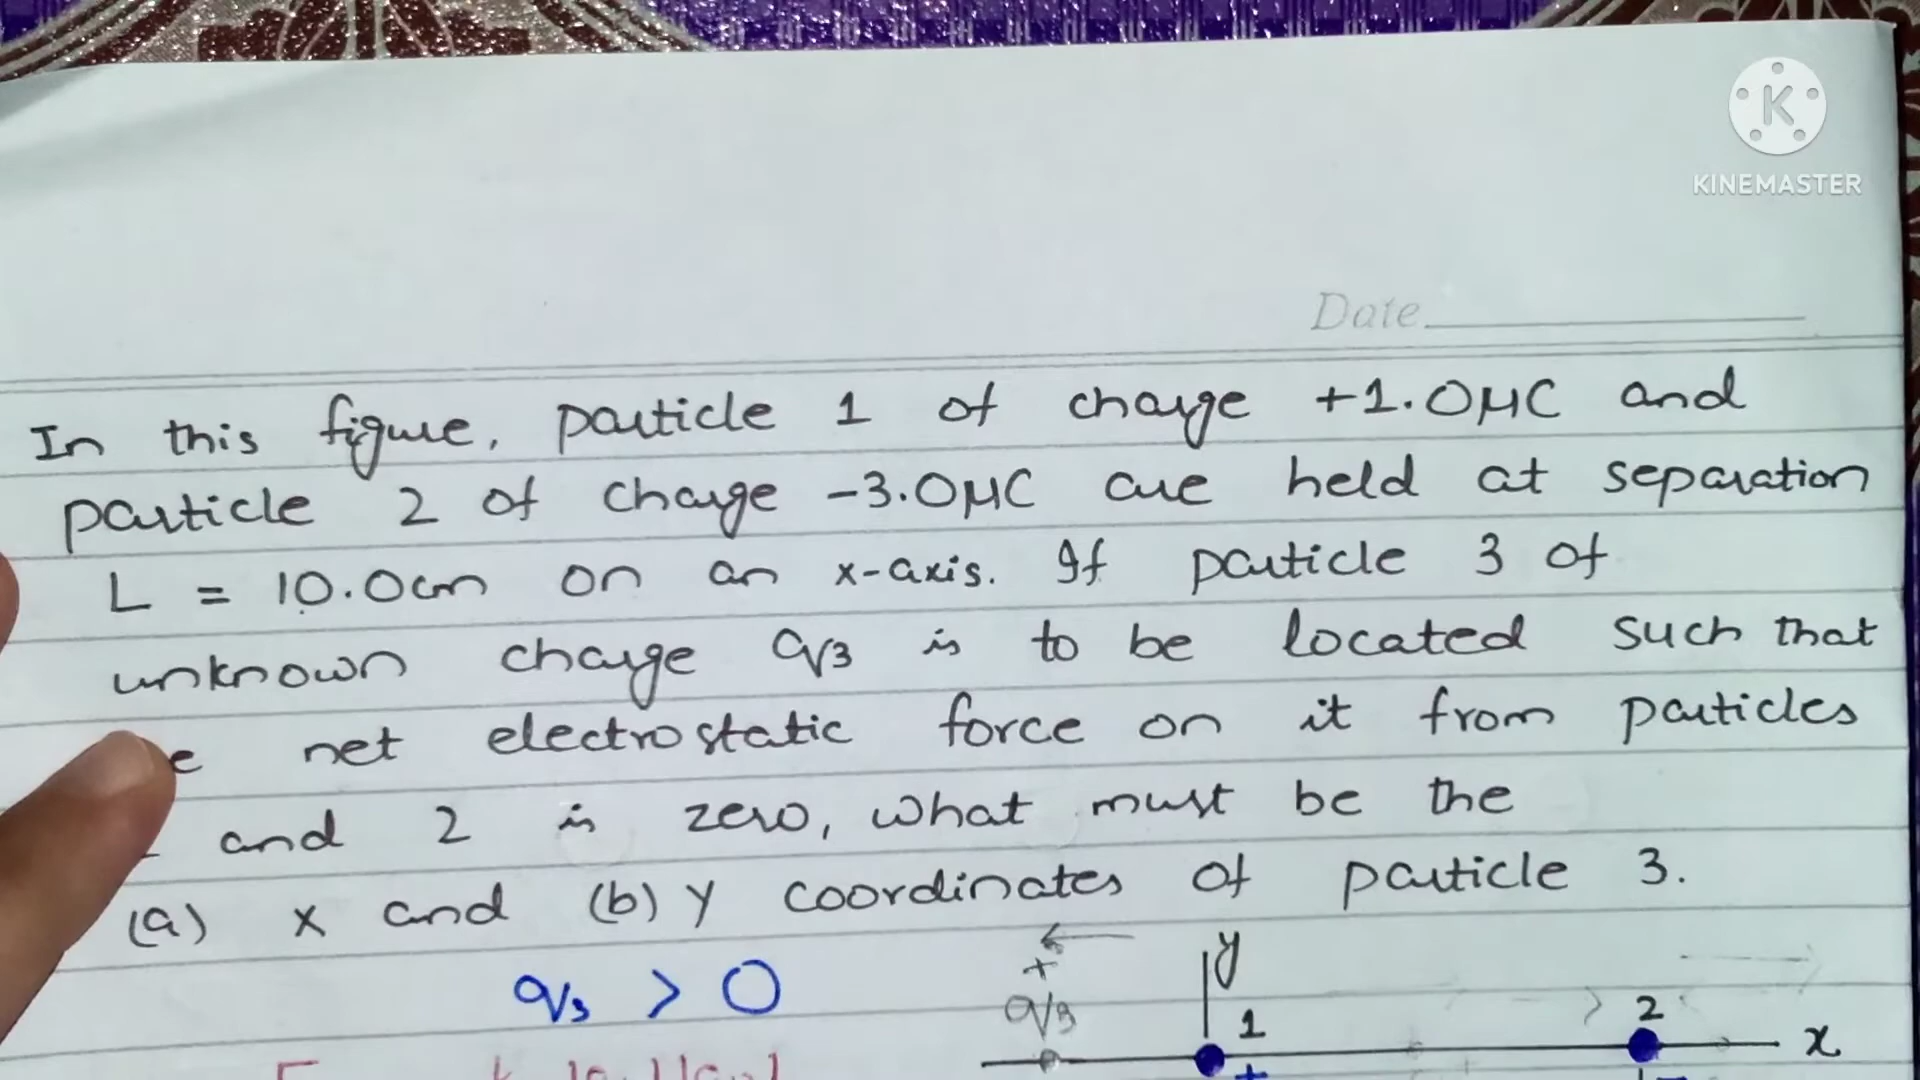 KINEMASTER
Date
In this figure, particle 1 of charge +1.0μC and
particle 2 of charge -3.0μC are held at separation
L = 10.0cm on an x-axis. If particle 3 of
unknown charge q3 is to be located such that
e net electrostatic force on it from particles
and 2 is zero, what must be the
(a) x and (b) y coordinates of particle 3.
q3 > 0
+
q3
y
1
2
x
+